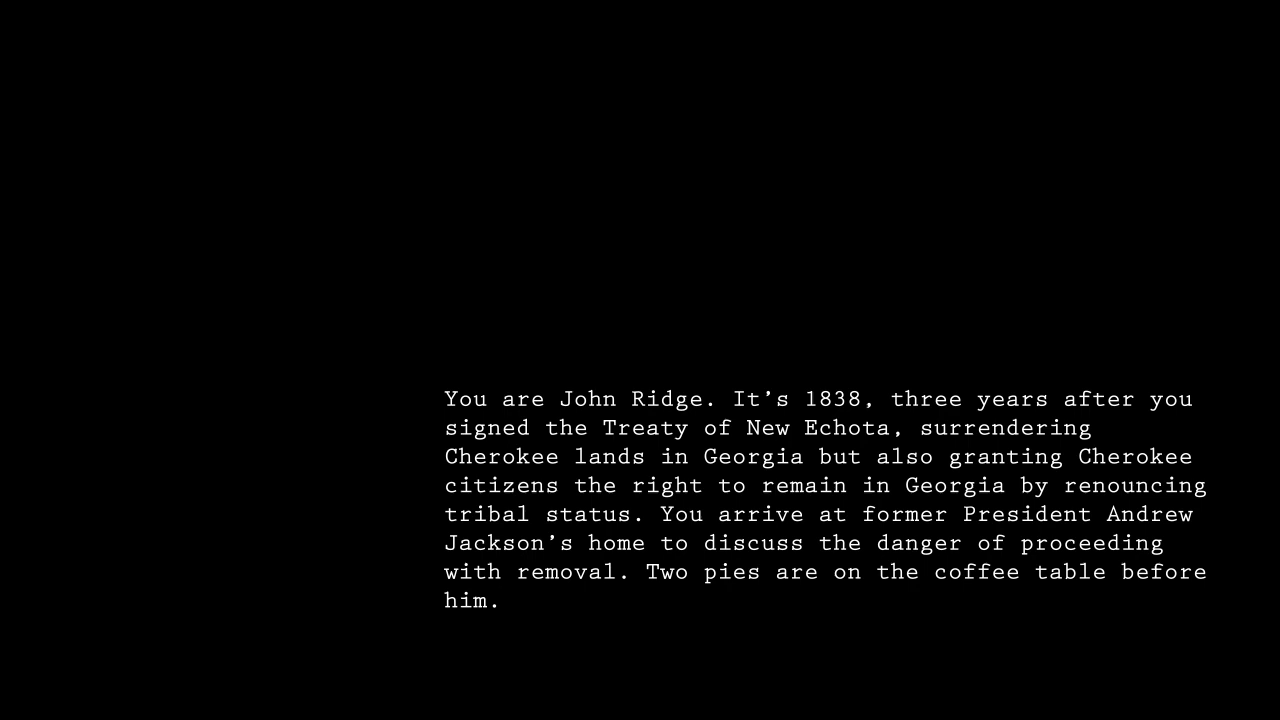 You are John Ridge. It’s 1838, three years after you
signed the Treaty of New Echota, surrendering
Cherokee lands in Georgia but also granting Cherokee
citizens the right to remain in Georgia by renouncing
tribal status. You arrive at former President Andrew
Jackson’s home to discuss the danger of proceeding
with removal. Two pies are on the coffee table before
him.